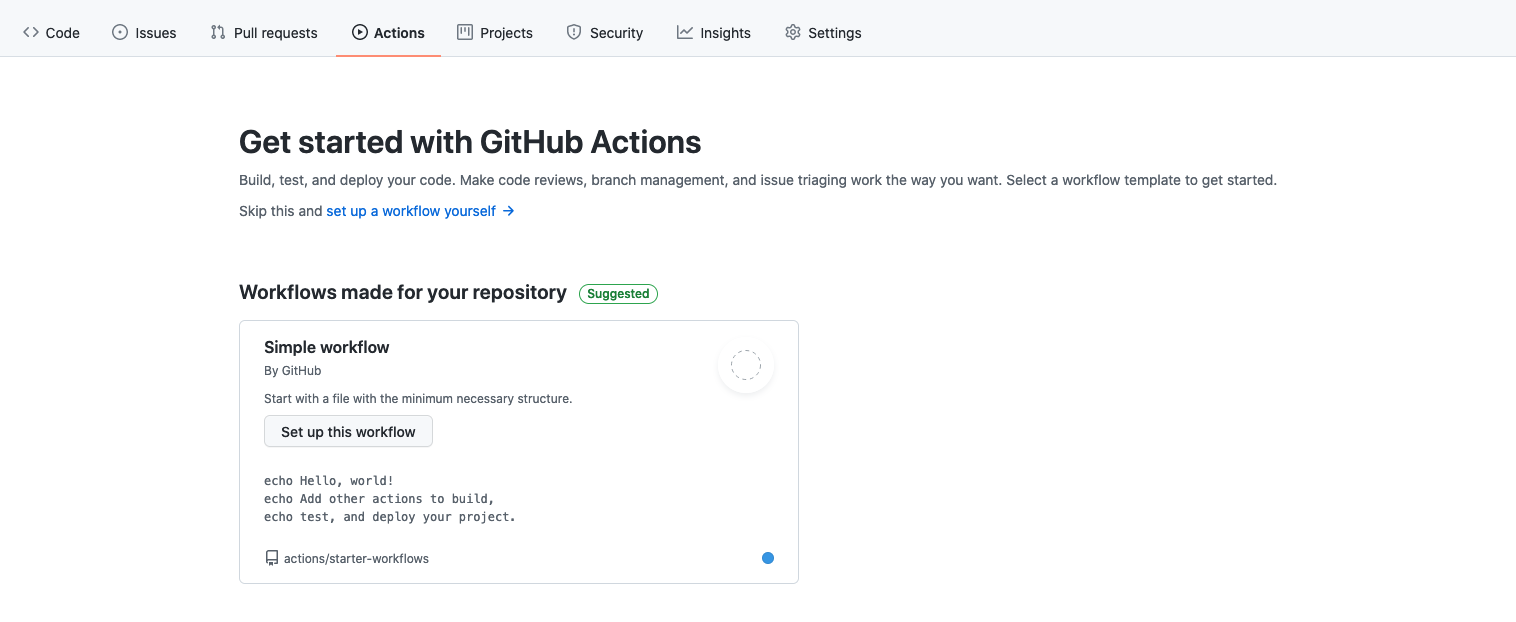 Code Issues Pull requests Actions Projects Security Insights Settings
Get started with GitHub Actions
Build, test, and deploy your code. Make code reviews, branch management, and issue triaging work the way you want. Select a workflow template to get started.
Skip this and set up a workflow yourself →
Workflows made for your repository Suggested
Simple workflow
By GitHub
Start with a file with the minimum necessary structure.
Set up this workflow
echo Hello, world!
echo Add other actions to build,
echo test, and deploy your project.
actions/starter-workflows